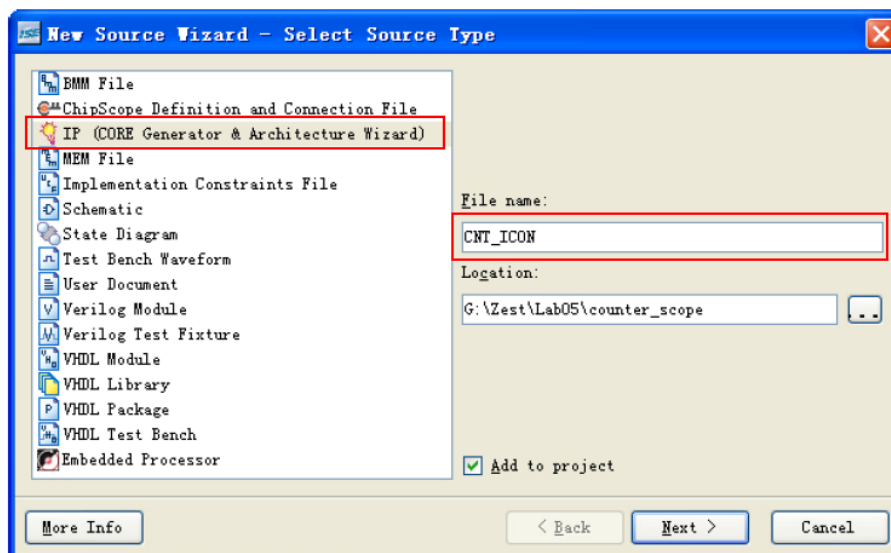 New Source Wizard - Select Source Type
BMM File
ChipScope Definition and Connection File
IP (CORE Generator & Architecture Wizard)
MEM File
Implementation Constraints File
Schematic
State Diagram
Test Bench Waveform
User Document
Verilog Module
Verilog Test Fixture
VHDL Module
VHDL Library
VHDL Package
VHDL Test Bench
Embedded Processor
File name:
CNT_ICON
Location:
G:\Zest\Lab05\counter_scope
...
Add to project
More Info
< Back
Next >
Cancel